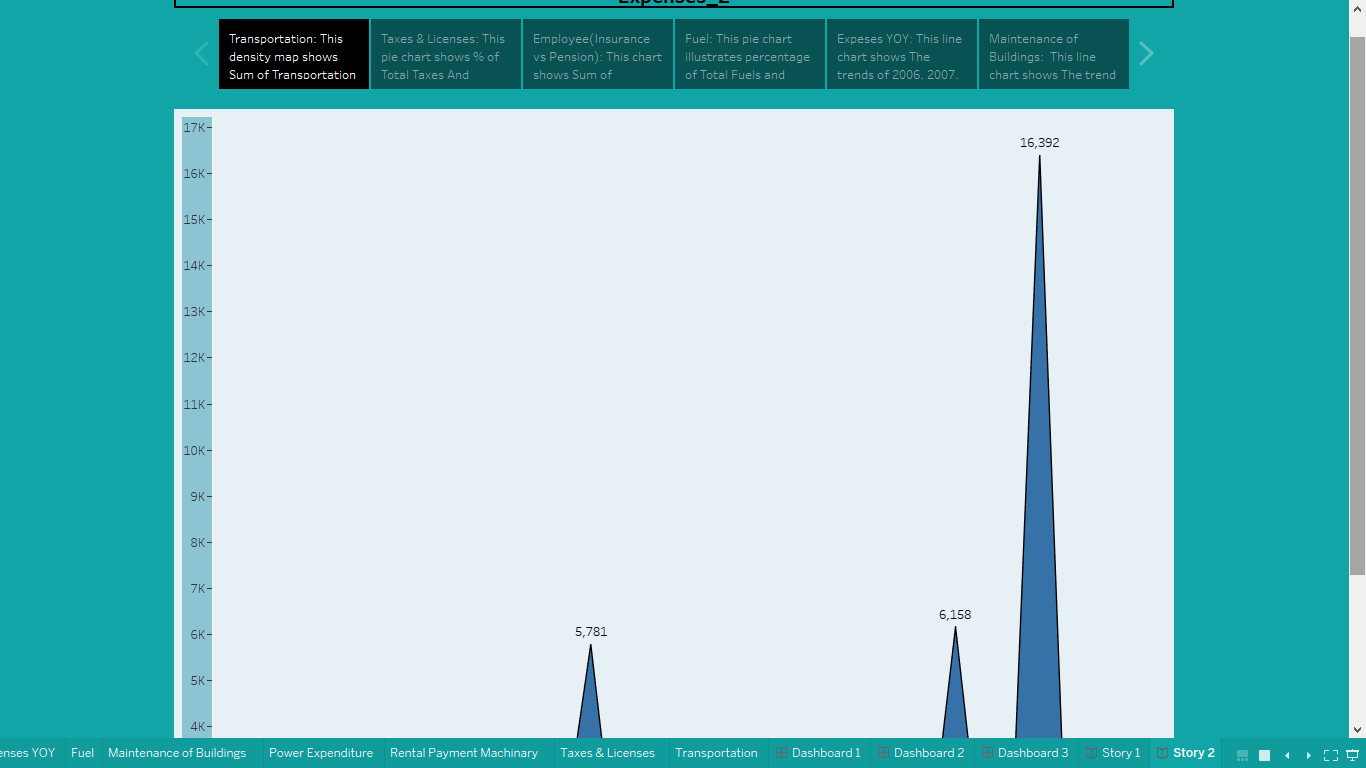 Expenses_2
Transportation: This
density map shows
Sum of Transportation
Taxes & Licenses: This
pie chart shows % of
Total Taxes And
Employee(Insurance
vs Pension): This chart
shows Sum of
Fuel: This pie chart
illustrates percentage
of Total Fuels and
Expeses YOY: This line
chart shows The
trends of 2006, 2007,
Maintenance of
Buildings:  This line
chart shows The trend
17K
16K
15K
14K
13K
12K
11K
10K
9K
8K
7K
6K
5K
4K
16,392
6,158
5,781
enses YOY Fuel Maintenance of Buildings Power Expenditure Rental Payment Machinary Taxes & Licenses Transportation Dashboard 1 Dashboard 2 Dashboard 3 Story 1 Story 2